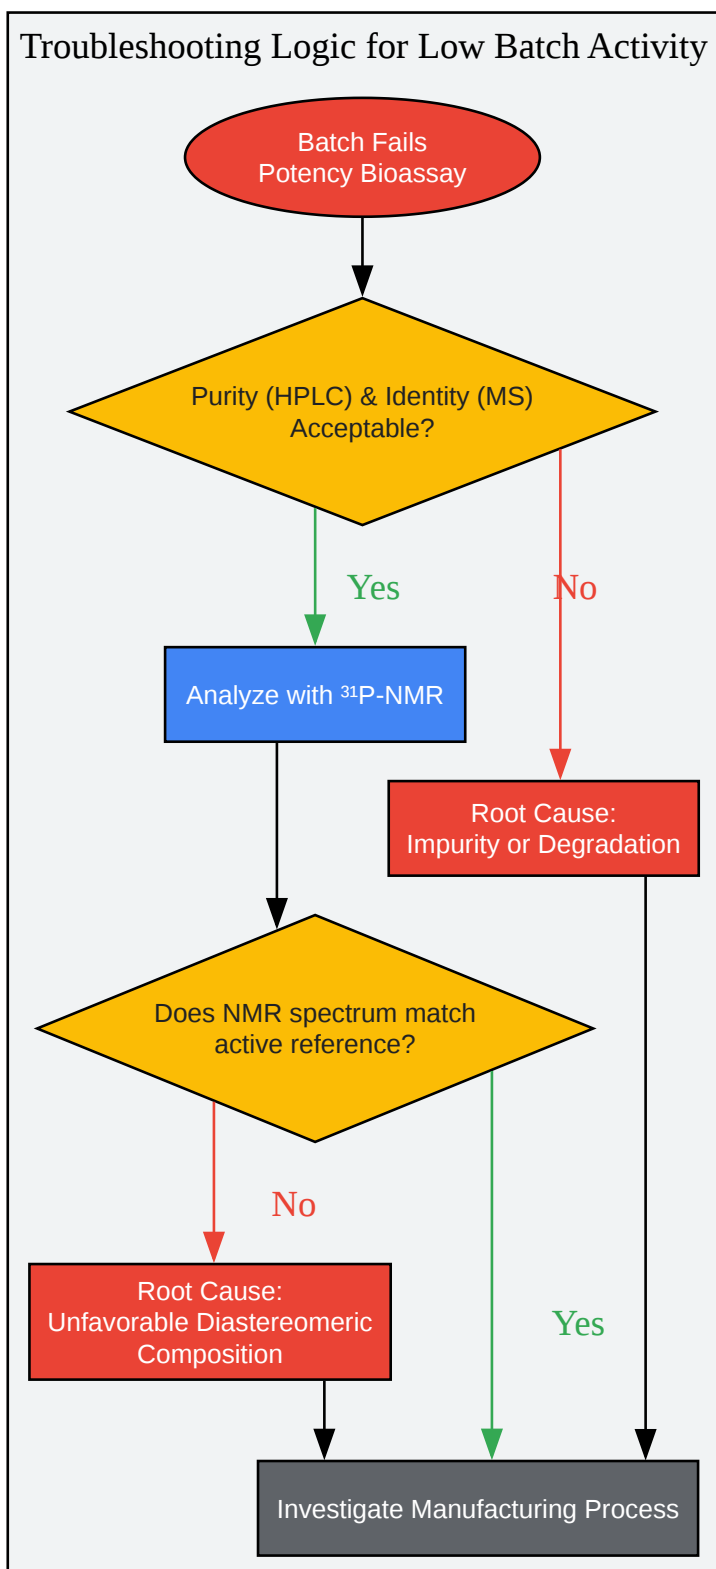 Troubleshooting Logic for Low Batch Activity
Batch Fails
Potency Bioassay
Purity (HPLC) & Identity (MS)
Acceptable?
Yes
No
Analyze with ³¹P-NMR
Root Cause:
Impurity or Degradation
Does NMR spectrum match
active reference?
No
Root Cause:
Unfavorable Diastereomeric
Composition
Yes
Investigate Manufacturing Process